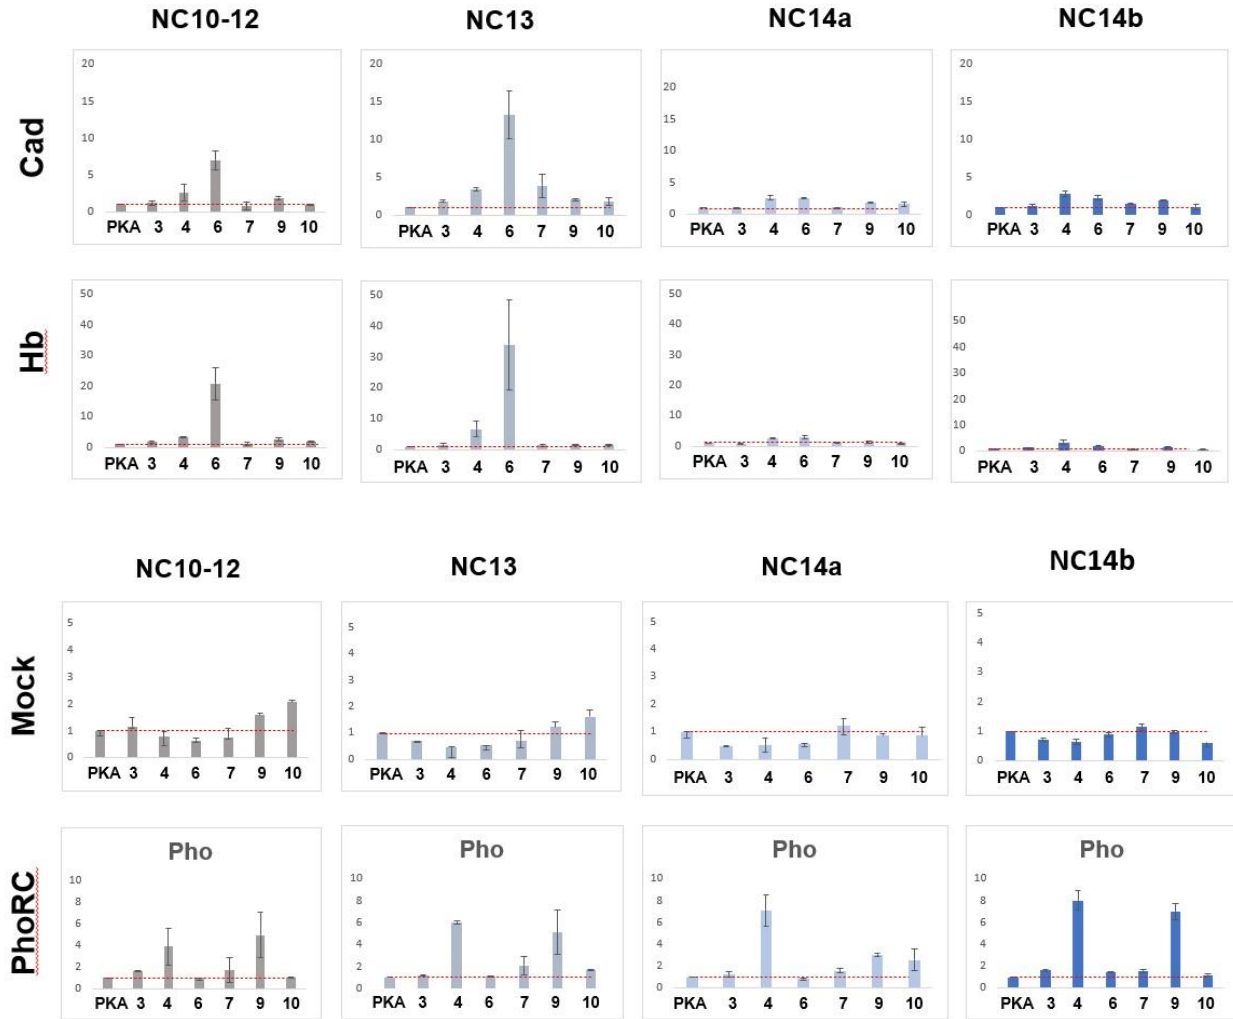 NC10-12 NC13 NC14a NC14b
Cad
20 15 10 5 0
PKA 3 4 6 7 9 10
20 15 10 5 0
PKA 3 4 6 7 9 10
20 15 10 5 0
PKA 3 4 6 7 9 10
20 15 10 5 0
PKA 3 4 6 7 9 10
Hb
50 40 30 20 10 0
PKA 3 4 6 7 9 10
50 40 30 20 10 0
PKA 3 4 6 7 9 10
50 40 30 20 10 0
PKA 3 4 6 7 9 10
50 40 30 20 10 0
PKA 3 4 6 7 9 10
NC10-12 NC13 NC14a NC14b
Mock
5 4 3 2 1 0
PKA 3 4 6 7 9 10
5 4 3 2 1 0
PKA 3 4 6 7 9 10
5 4 3 2 1 0
PKA 3 4 6 7 9 10
5 4 3 2 1 0
PKA 3 4 6 7 9 10
PhoRC
Pho
10 8 6 4 2 0
PKA 3 4 6 7 9 10
Pho
10 8 6 4 2 0
PKA 3 4 6 7 9 10
Pho
10 8 6 4 2 0
PKA 3 4 6 7 9 10
Pho
10 8 6 4 2 0
PKA 3 4 6 7 9 10